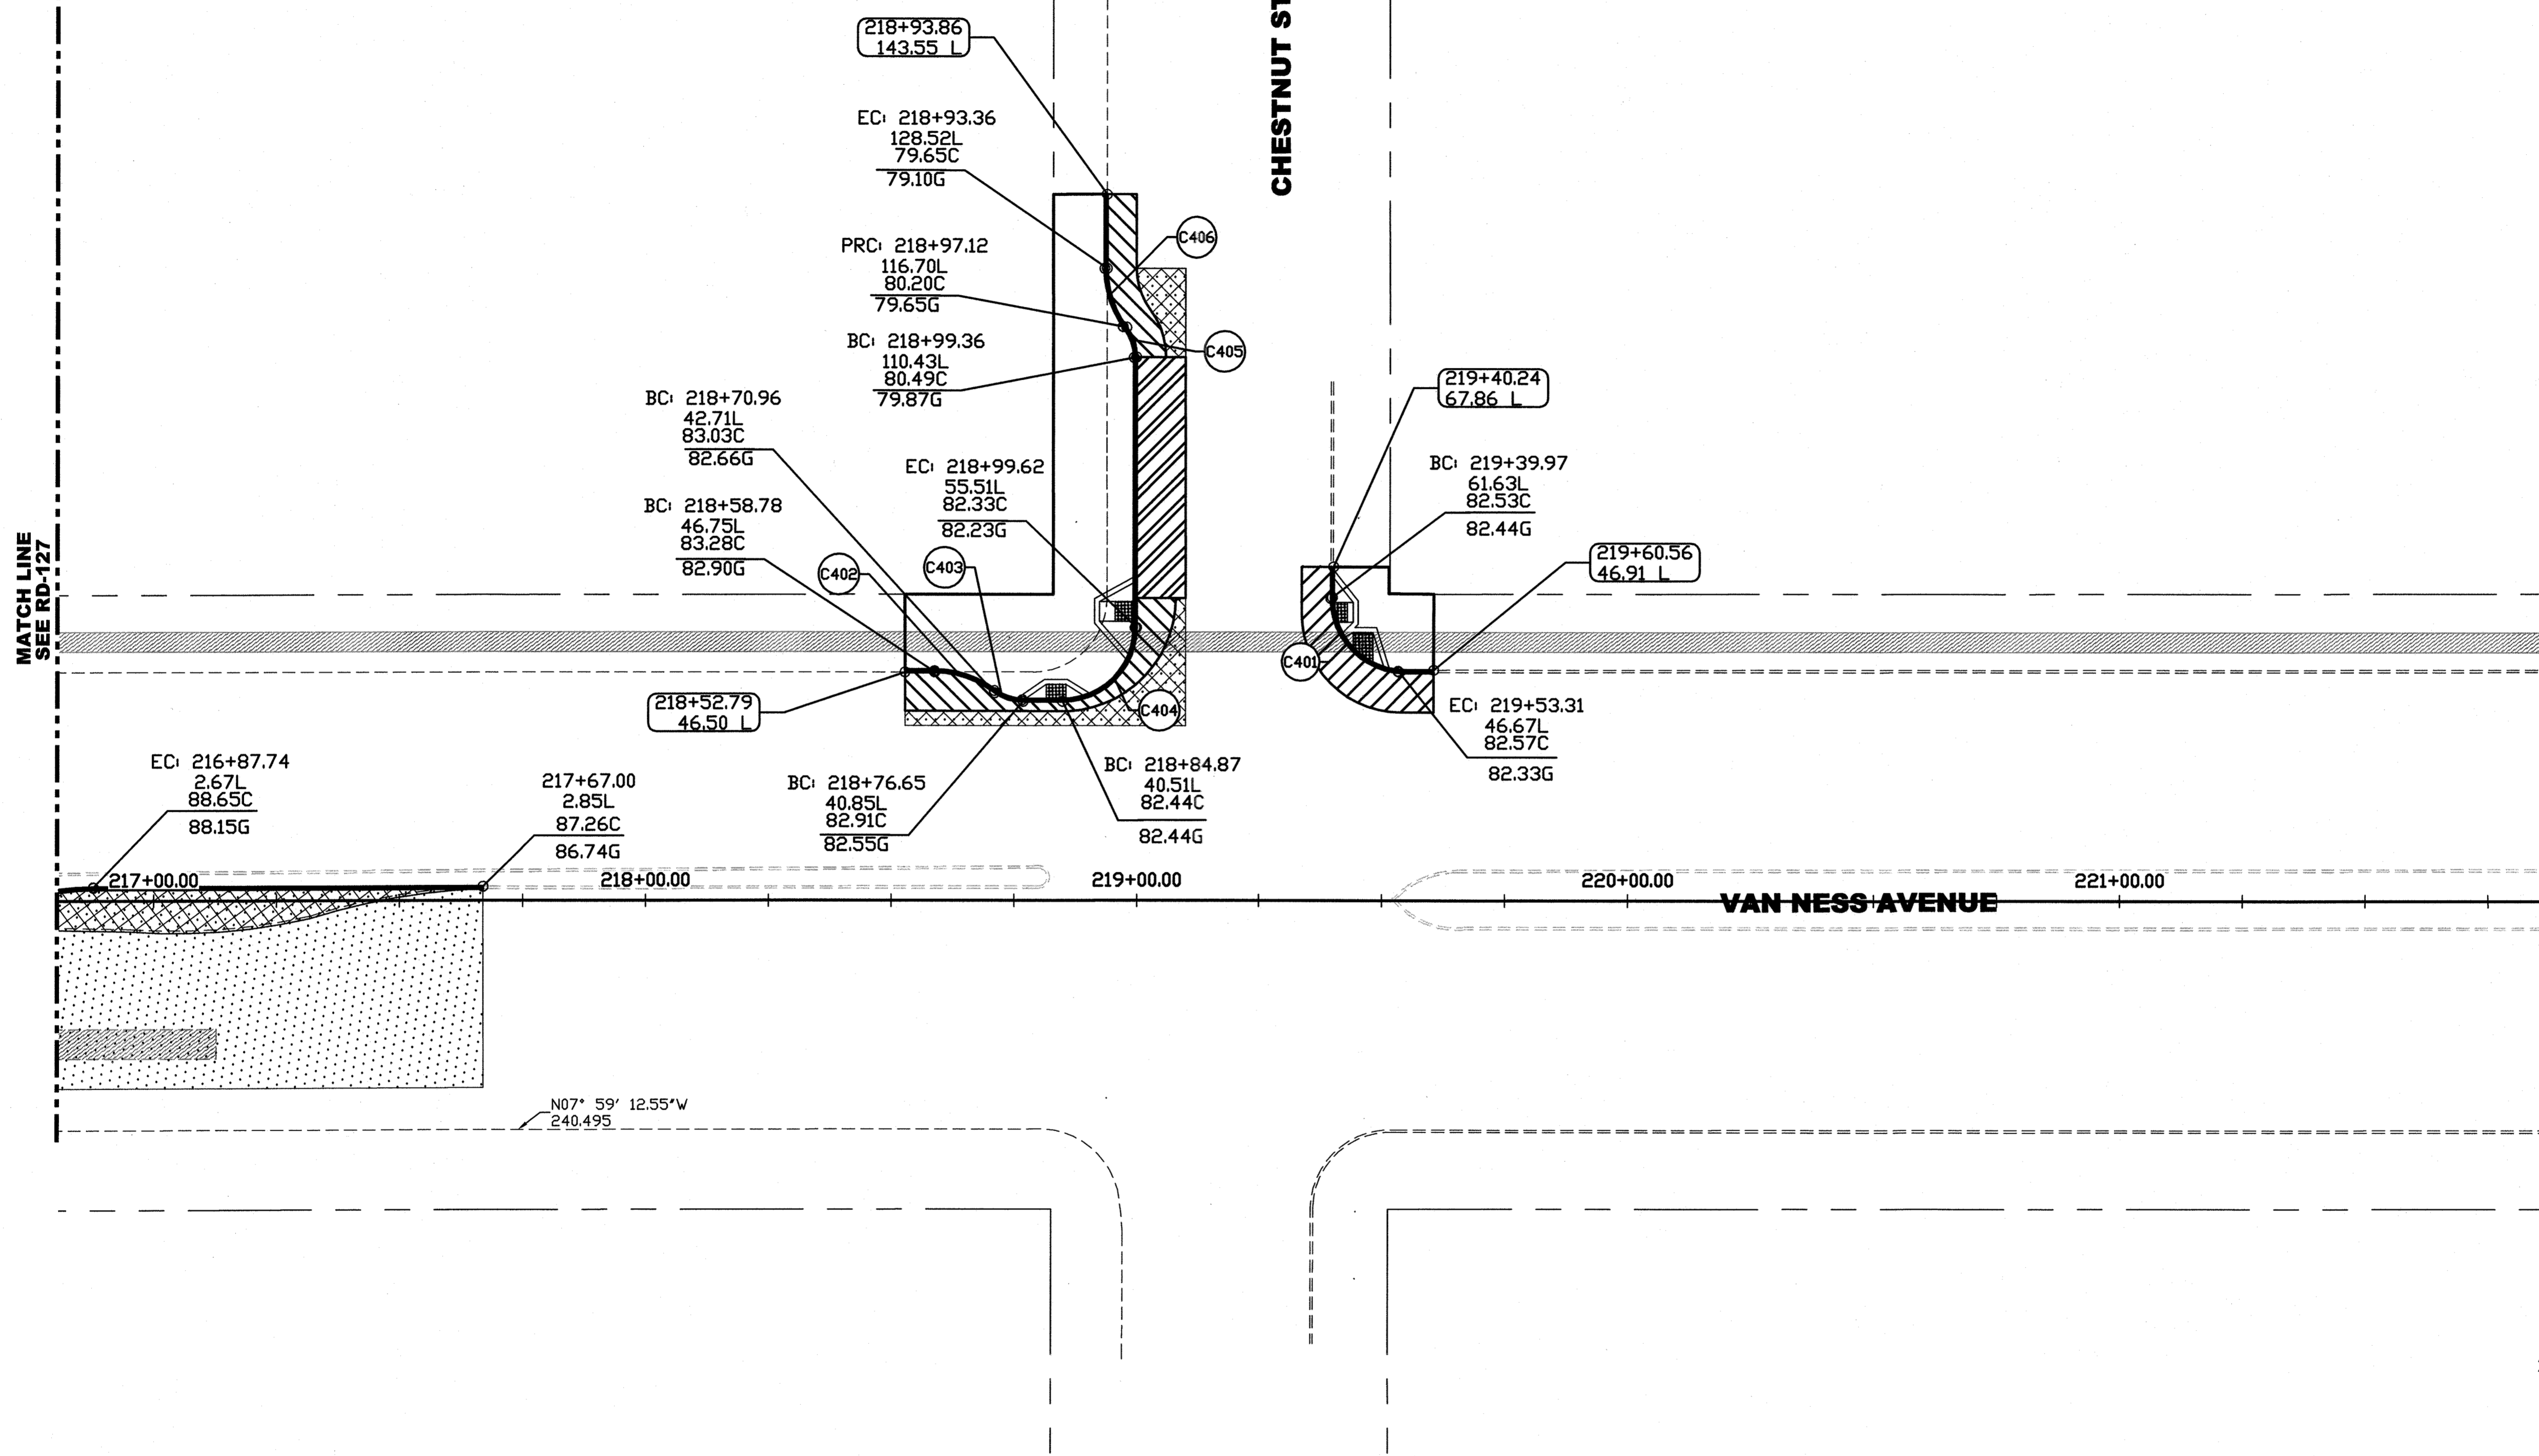 218+93.86
143.55 L
CHESTNUT ST
EC: 218+93.36
128.52L
79.65C
79.10G
C406
PRC: 218+97.12
116.70L
80.20C
79.65G
BC: 218+99.36
110.43L
80.49C
79.87G
C405
BC: 218+70.96
42.71L
83.03C
82.66G
219+40.24
67.86 L
EC: 218+99.62
55.51L
82.33C
82.23G
BC: 219+39.97
61.63L
82.53C
82.44G
BC: 218+58.78
46.75L
83.28C
82.90G
C402
C403
219+60.56
46.91 L
MATCH LINE
SEE RD-127
C401
218+52.79
46.50 L
C404
EC: 219+53.31
46.67L
82.57C
82.33G
EC: 216+87.74
2.67L
88.65C
88.15G
217+67.00
2.85L
87.26C
86.74G
BC: 218+76.65
40.85L
82.91C
82.55G
BC: 218+84.87
40.51L
82.44C
82.44G
217+00.00
218+00.00
219+00.00
220+00.00
221+00.00
VAN NESS AVENUE
N07° 59' 12.55"W
240.495